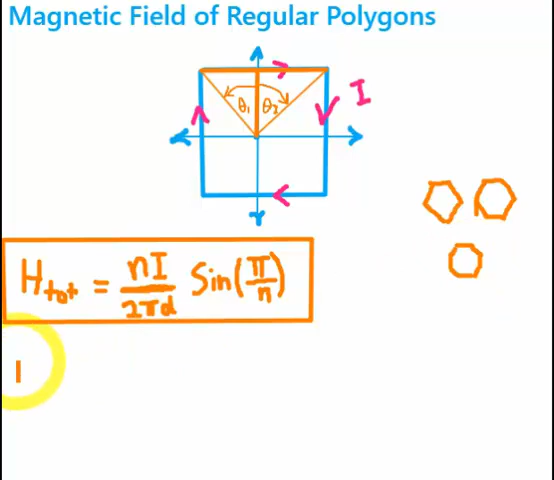 Magnetic Field of Regular Polygons
I
θ₁ θ₂
H_tot = nI/2πd Sin(π/n)